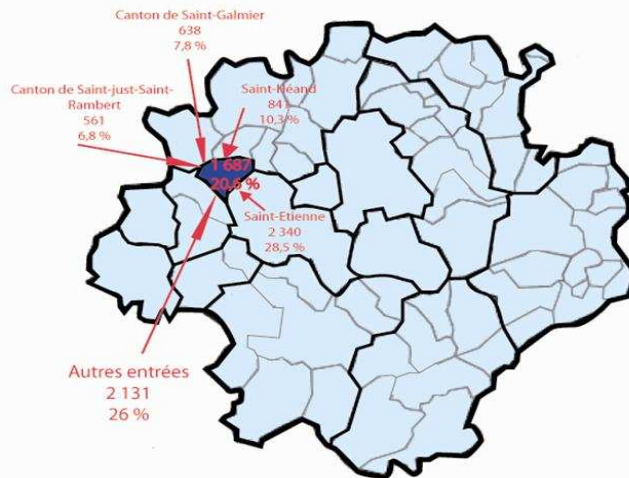 Canton de Saint-Galmier
638
7,8 %
Canton de Saint-just-Saint-
Rambert
561
6,8 %
Saint-Héand
841
10,3 %
1 687
20,6 %
Saint-Etienne
2 340
28,5 %
Autres entrées
2 131
26 %